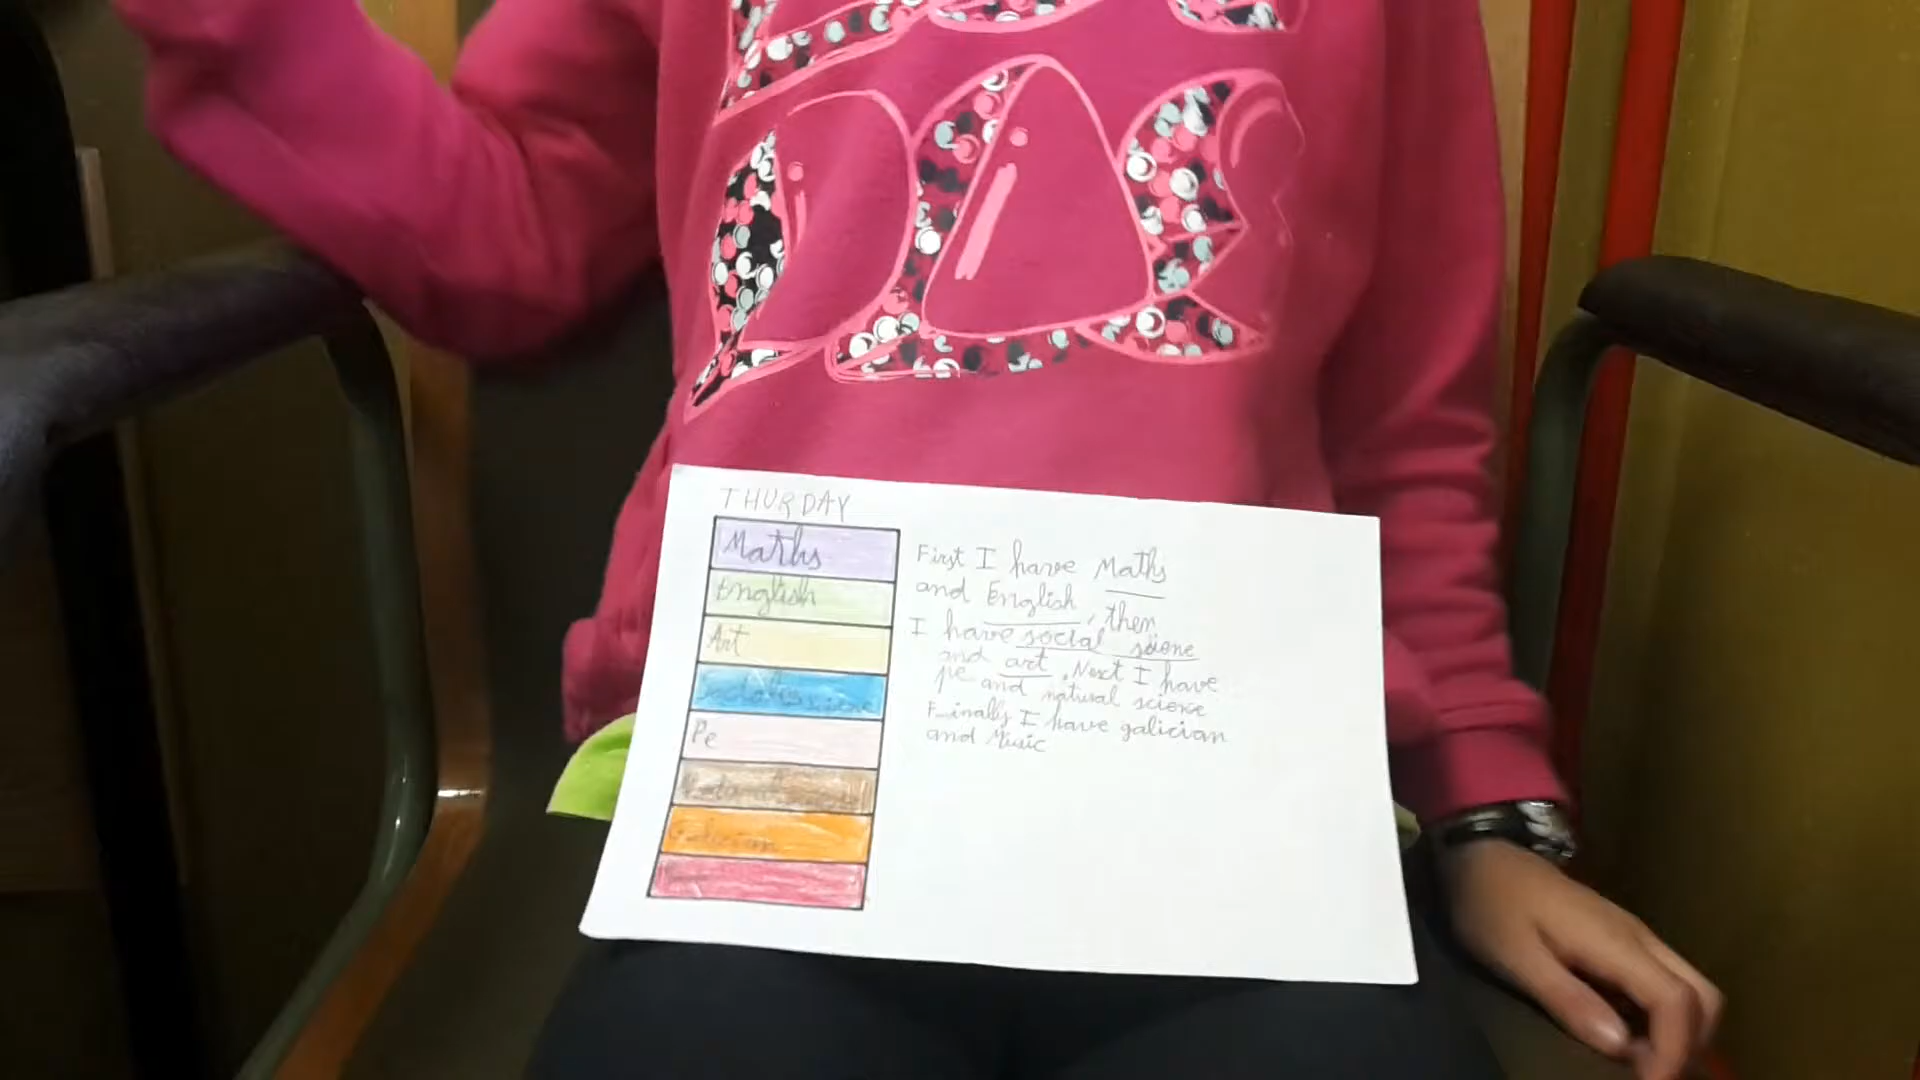 THURDAY
Maths
English
Art
Pe
Galician
First I have Maths
and English, then
I have social sciene
and art. Next I have
pe and natural science
Finally I have galician
and Music